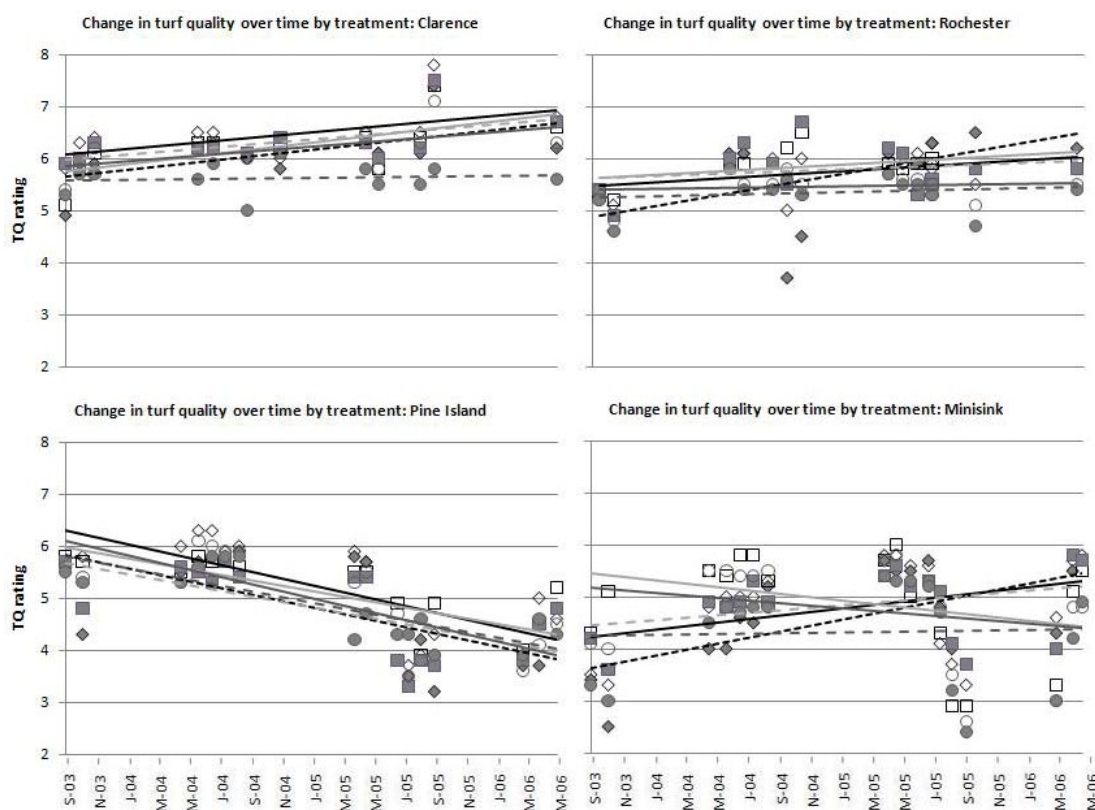 Change in turf quality over time by treatment: Clarence
Change in turf quality over time by treatment: Rochester
8
7
6
5
4
3
2
TQ rating
TQ rating
Change in turf quality over time by treatment: Pine Island
Change in turf quality over time by treatment: Minisink
8
7
6
5
4
3
2
TQ rating
TQ rating
S-03
N-03
J-04
M-04
M-04
J-04
S-04
N-04
J-05
M-05
M-05
J-05
S-05
N-05
J-06
M-06
M-06
S-03
N-03
J-04
M-04
M-04
J-04
S-04
N-04
J-05
M-05
M-05
J-05
S-05
N-05
J-06
M-06
M-06